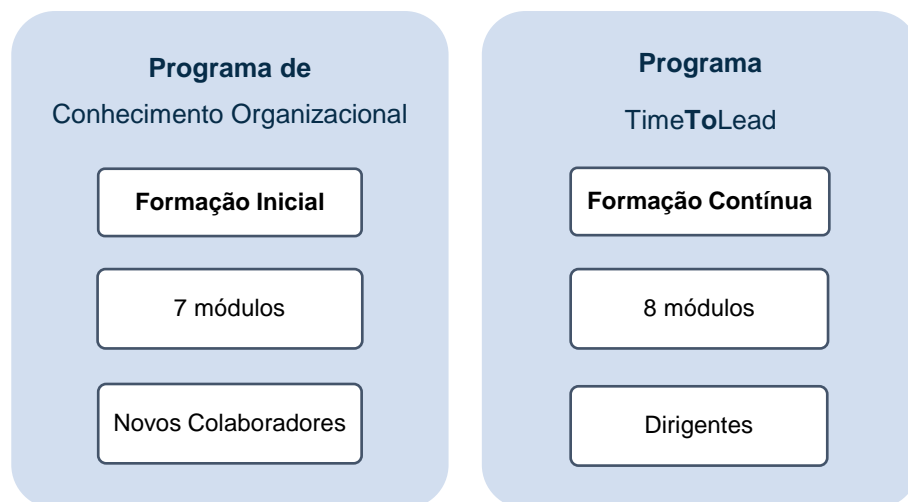 Programa de
Conhecimento Organizacional
Formação Inicial
7 módulos
Novos Colaboradores
Programa
TimeToLead
Formação Contínua
8 módulos
Dirigentes